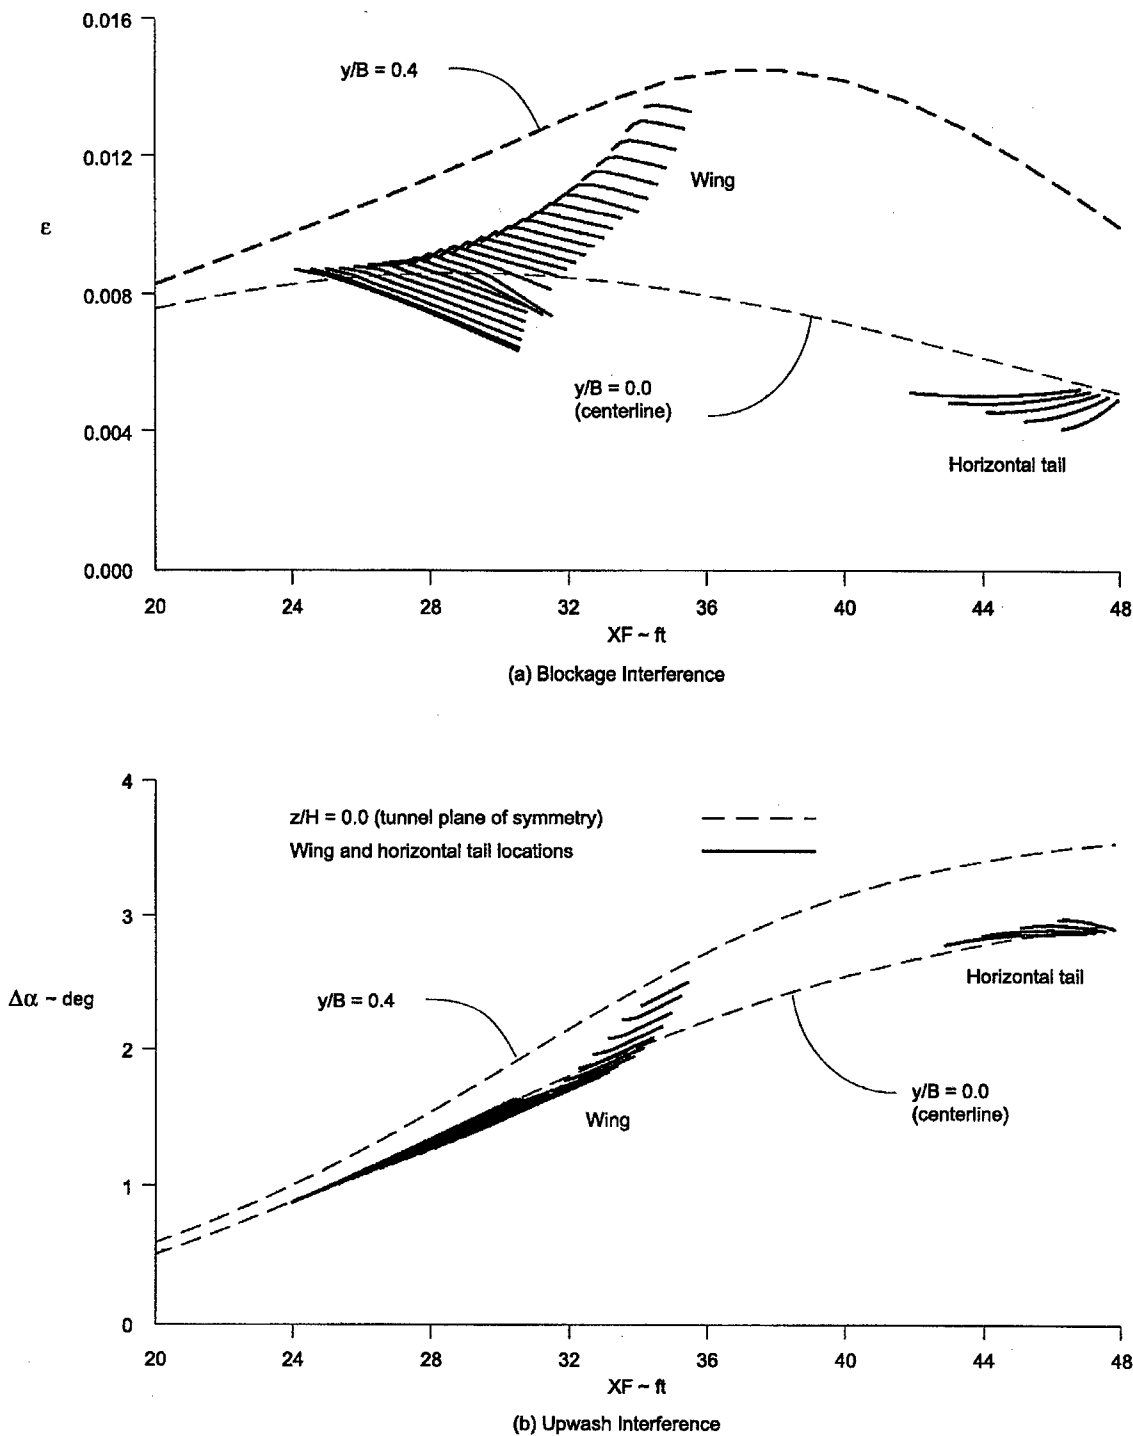 0.016
y/B = 0.4
0.012
Wing
ε
0.008
y/B = 0.0
(centerline)
0.004
Horizontal tail
0.000
20 24 28 32 36 40 44 48
XF ~ ft
(a) Blockage Interference
4
z/H = 0.0 (tunnel plane of symmetry)
Wing and horizontal tail locations
3
Horizontal tail
Δα ~ deg
y/B = 0.4
2
y/B = 0.0
(centerline)
Wing
1
0
20 24 28 32 36 40 44 48
XF ~ ft
(b) Upwash Interference